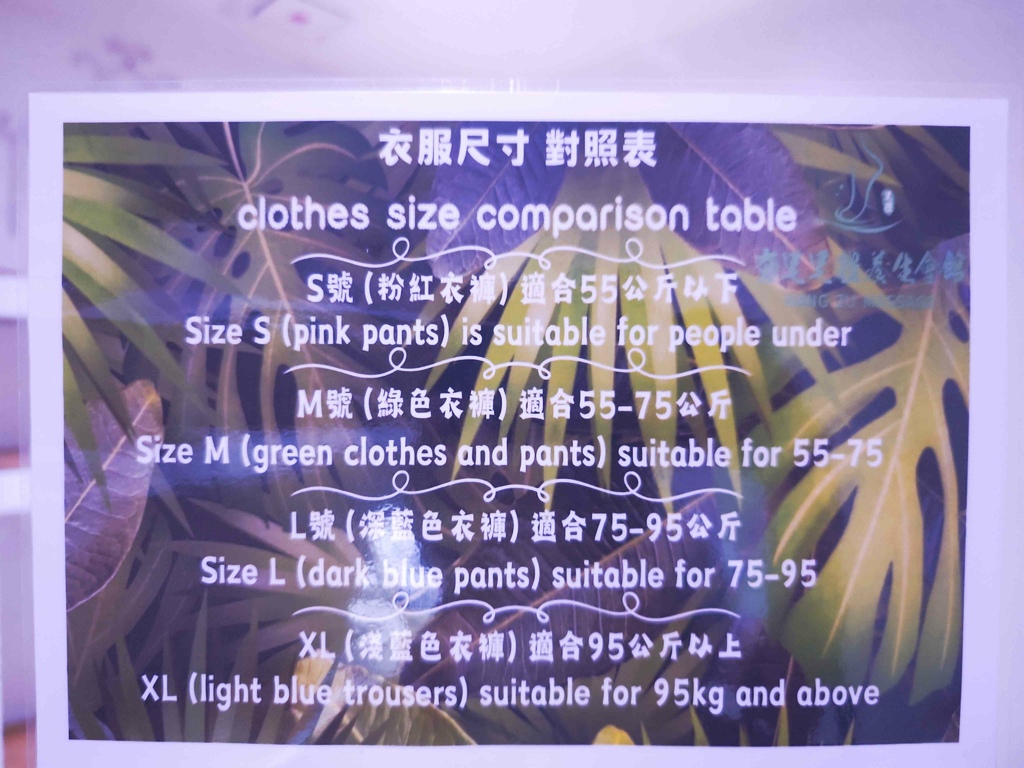 衣服尺寸 對照表
clothes size comparison table
S號 (粉紅衣褲) 適合55公斤以下
Size S (pink pants) is suitable for people under
M號 (綠色衣褲) 適合55-75公斤
Size M (green clothes and pants) suitable for 55-75
L號 (深藍色衣褲) 適合75-95公斤
Size L (dark blue pants) suitable for 75-95
XL (淺藍色衣褲) 適合95公斤以上
XL (light blue trousers) suitable for 95kg and above
養生會館